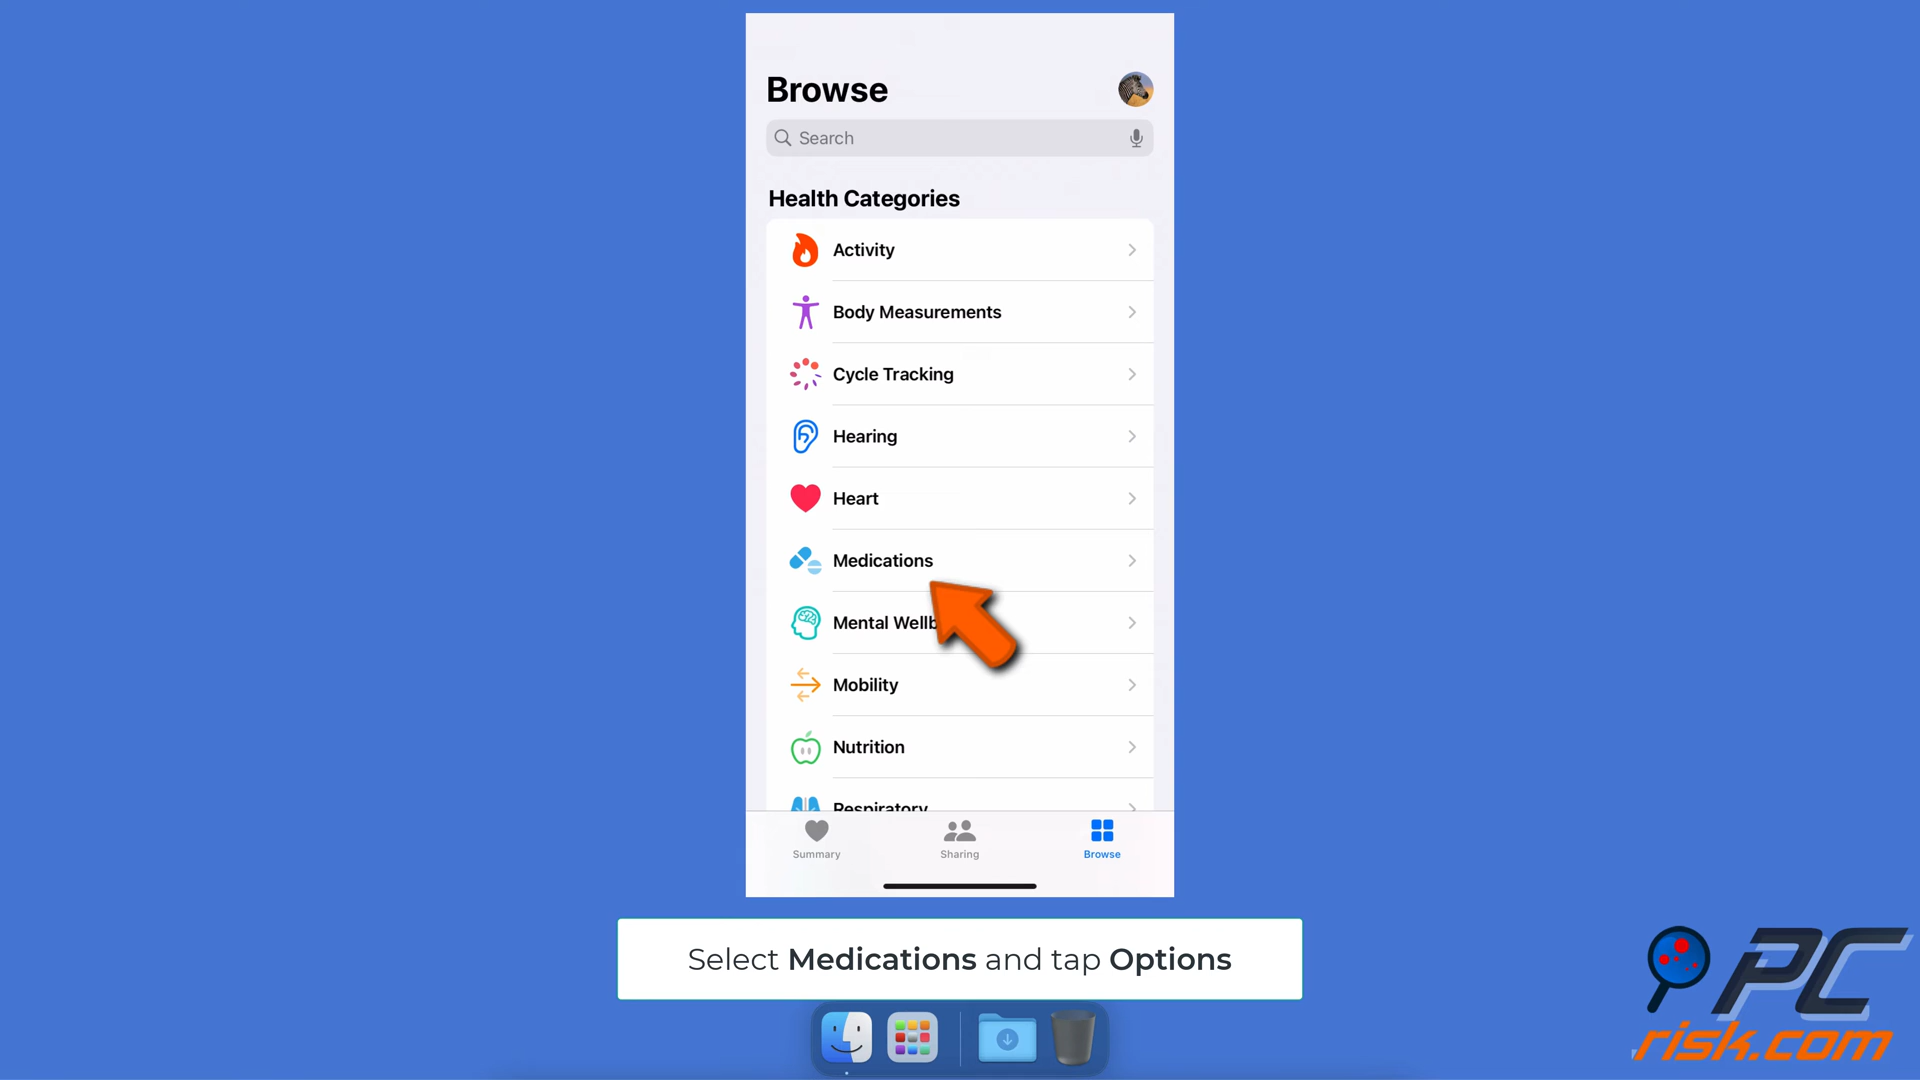 Browse
Search
Health Categories
Activity
Body Measurements
Cycle Tracking
Hearing
Heart
Medications
Mental Wellb
Mobility
Nutrition
Respiratory
Summary
Sharing
Browse
Select Medications and tap Options
PC
risk.com